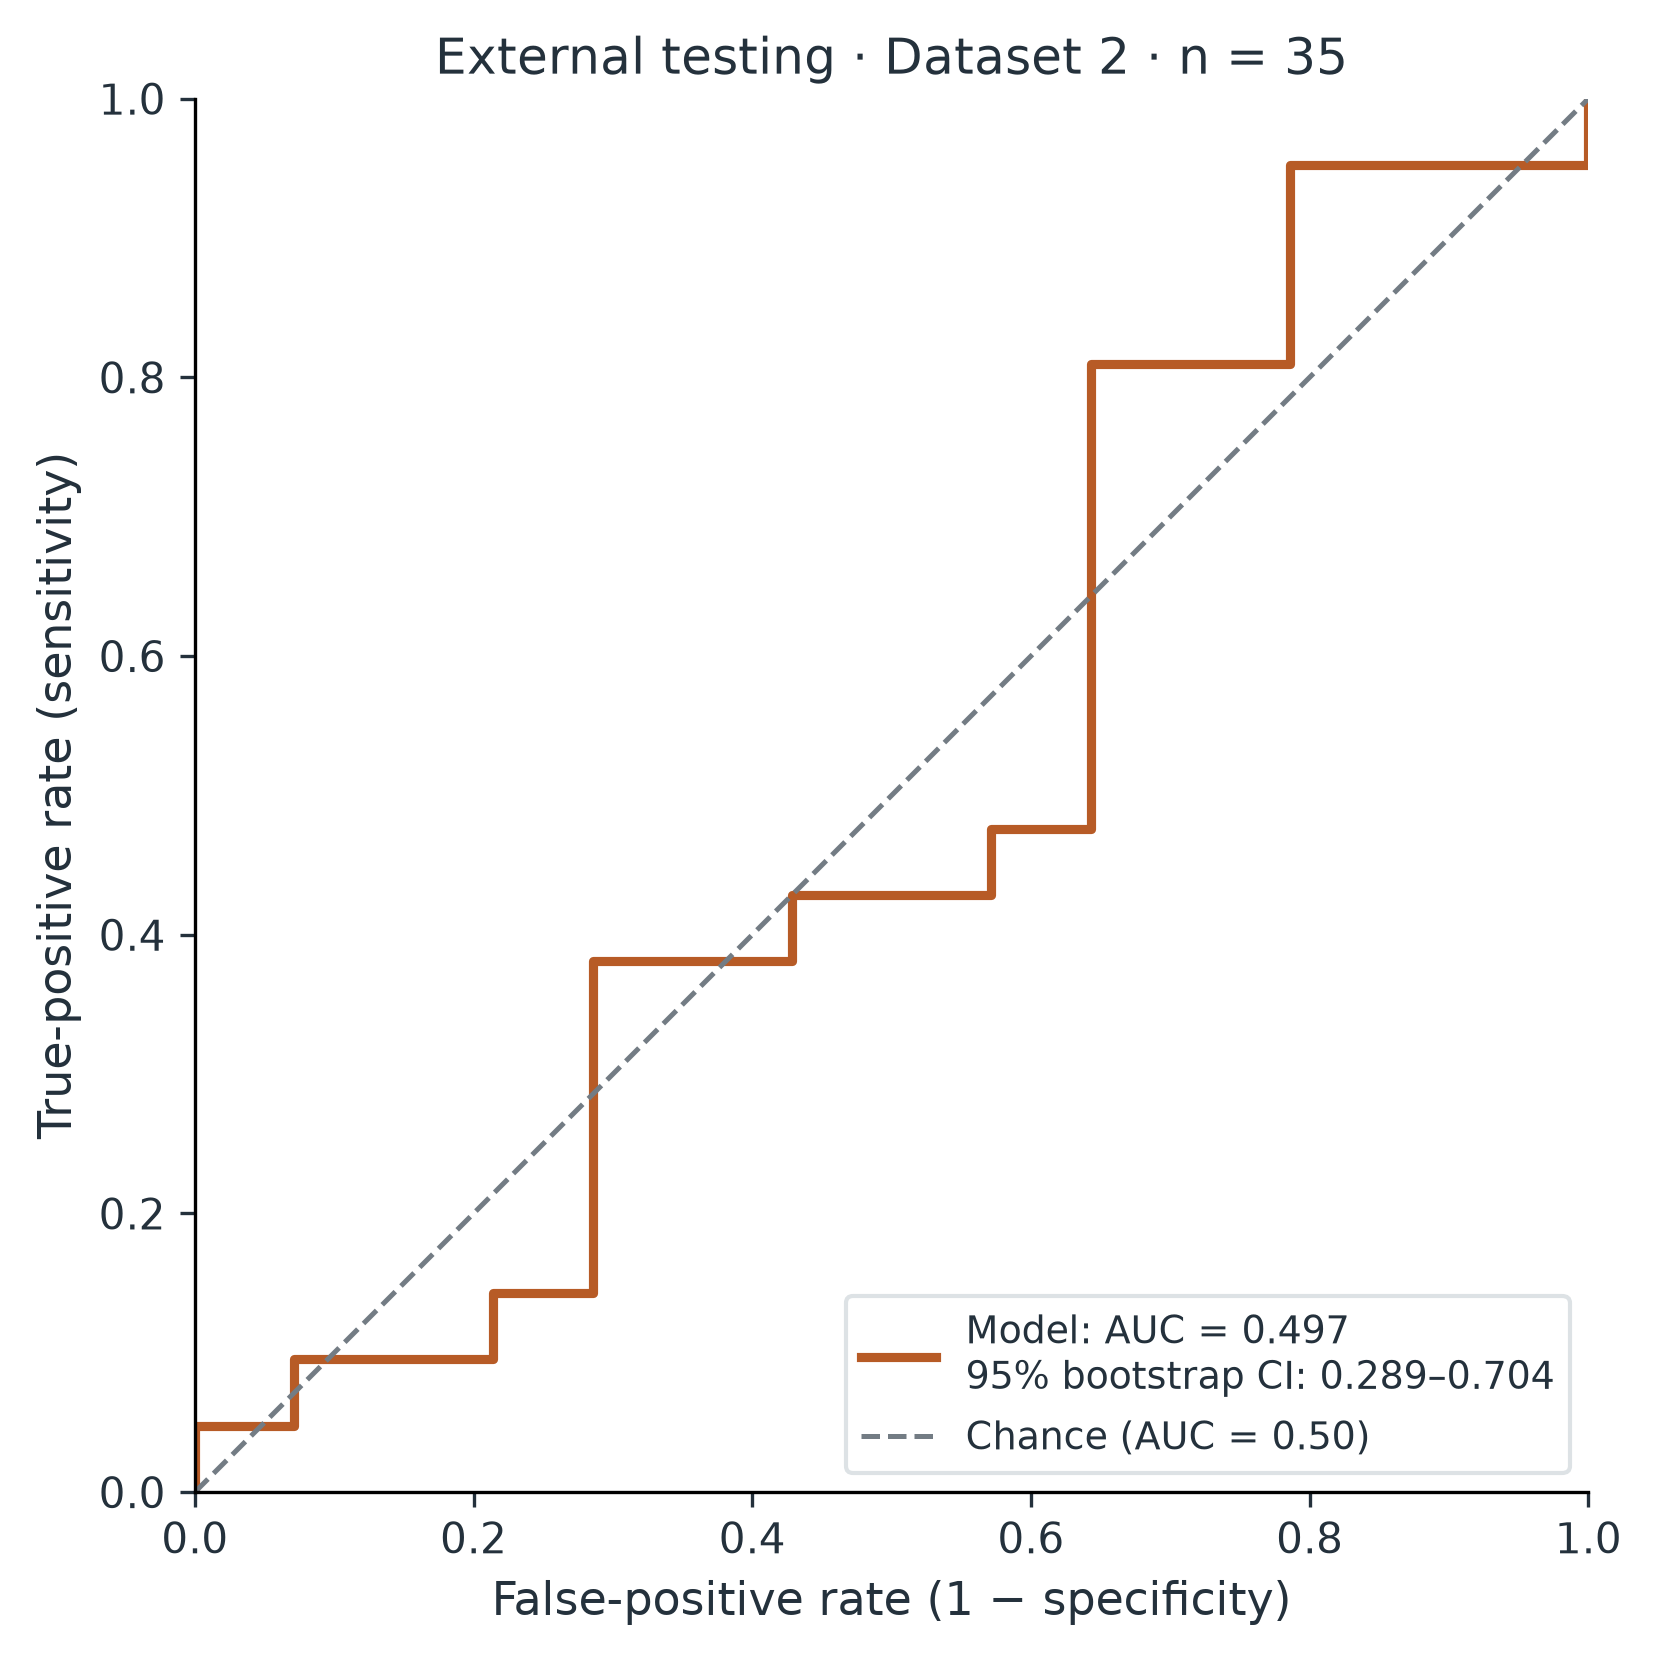 External testing · Dataset 2 · n = 35
True-positive rate (sensitivity)
1.0
0.8
0.6
0.4
0.2
0.0
Model: AUC = 0.497
95% bootstrap CI: 0.289–0.704
Chance (AUC = 0.50)
0.0 0.2 0.4 0.6 0.8 1.0
False-positive rate (1 − specificity)